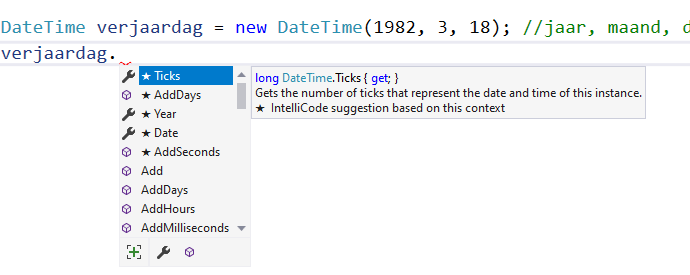 DateTime verjaardag = new DateTime(1982, 3, 18); //jaar, maand, d
verjaardag.
★ Ticks
★ AddDays
★ Year
★ Date
★ AddSeconds
Add
AddDays
AddHours
AddMilliseconds
long DateTime.Ticks { get; }
Gets the number of ticks that represent the date and time of this instance.
★ IntelliCode suggestion based on this context